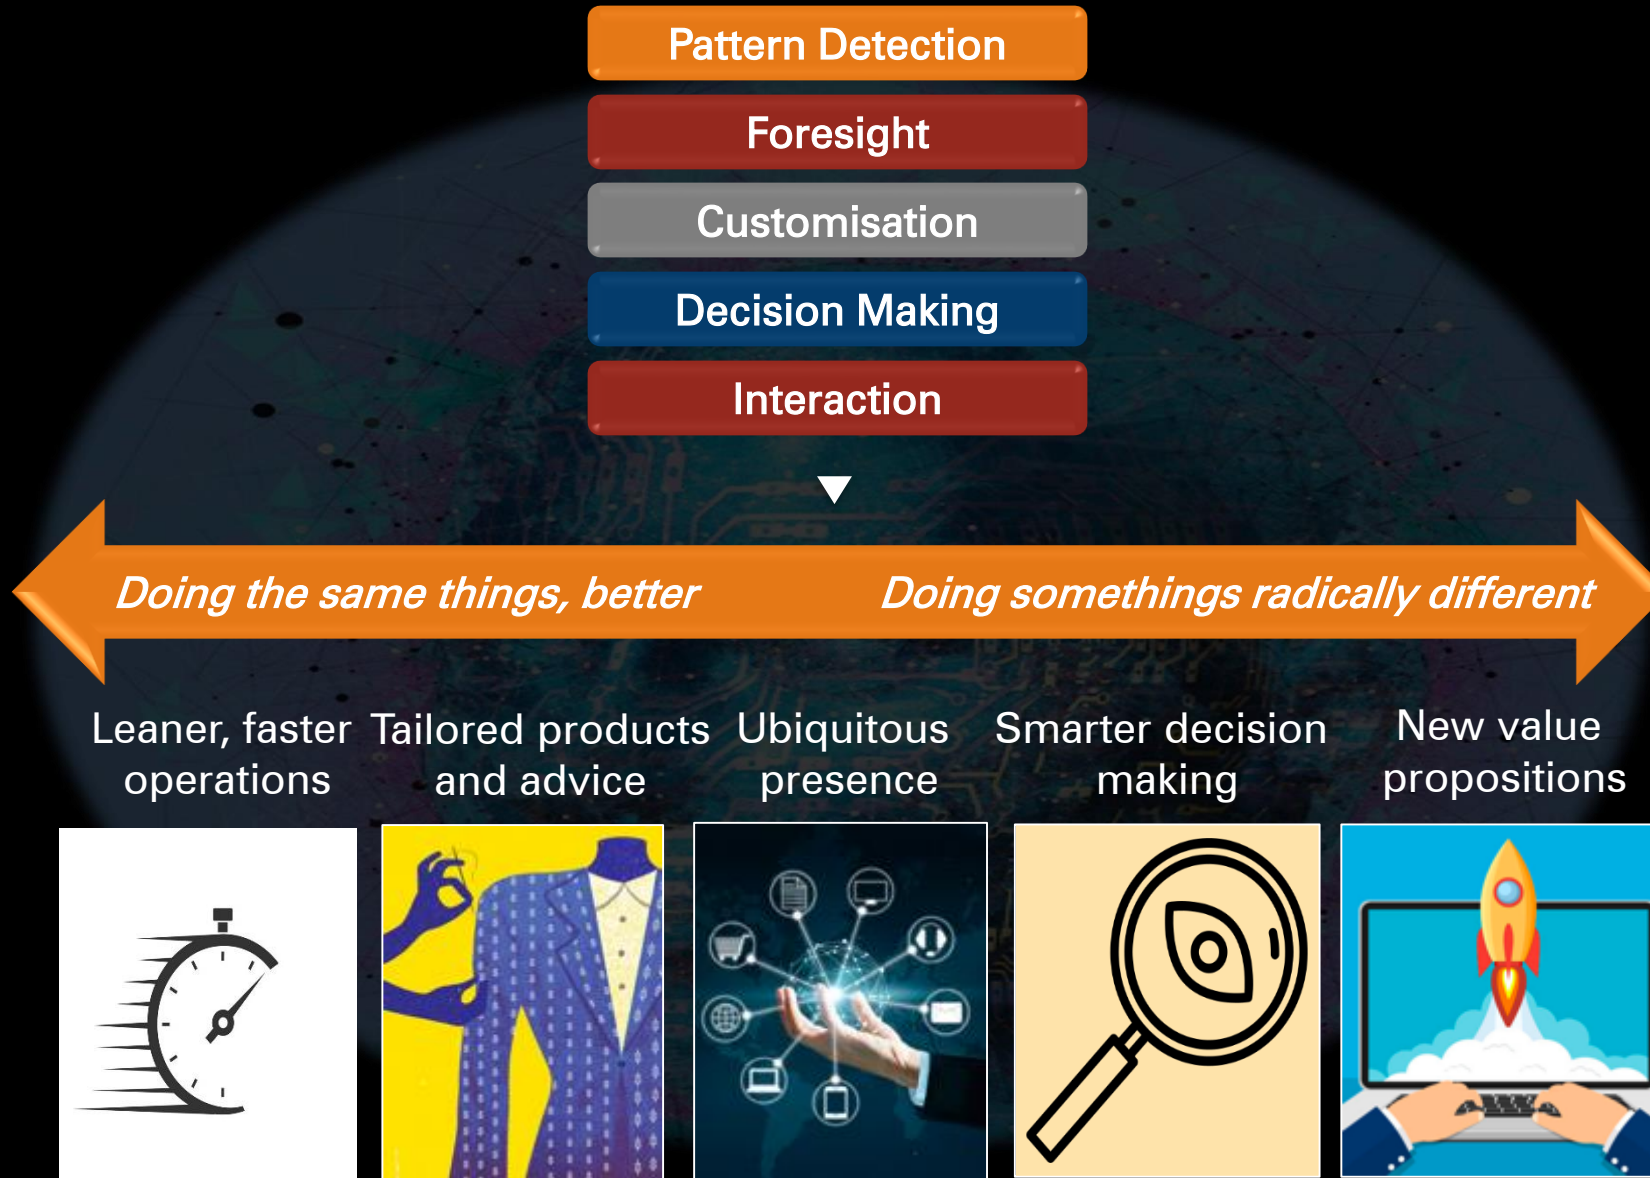 Pattern Detection
Foresight
Customisation
Decision Making
Interaction
Doing the same things, better
Doing somethings radically different
Leaner, faster
operations
Tailored products
and advice
Ubiquitous
presence
Smarter decision
making
New value
propositions